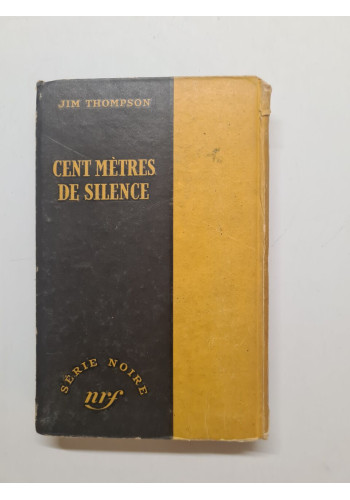 JIM THOMPSON
CENT MÈTRES
DE SILENCE
SÉRIE NOIRE
nrf